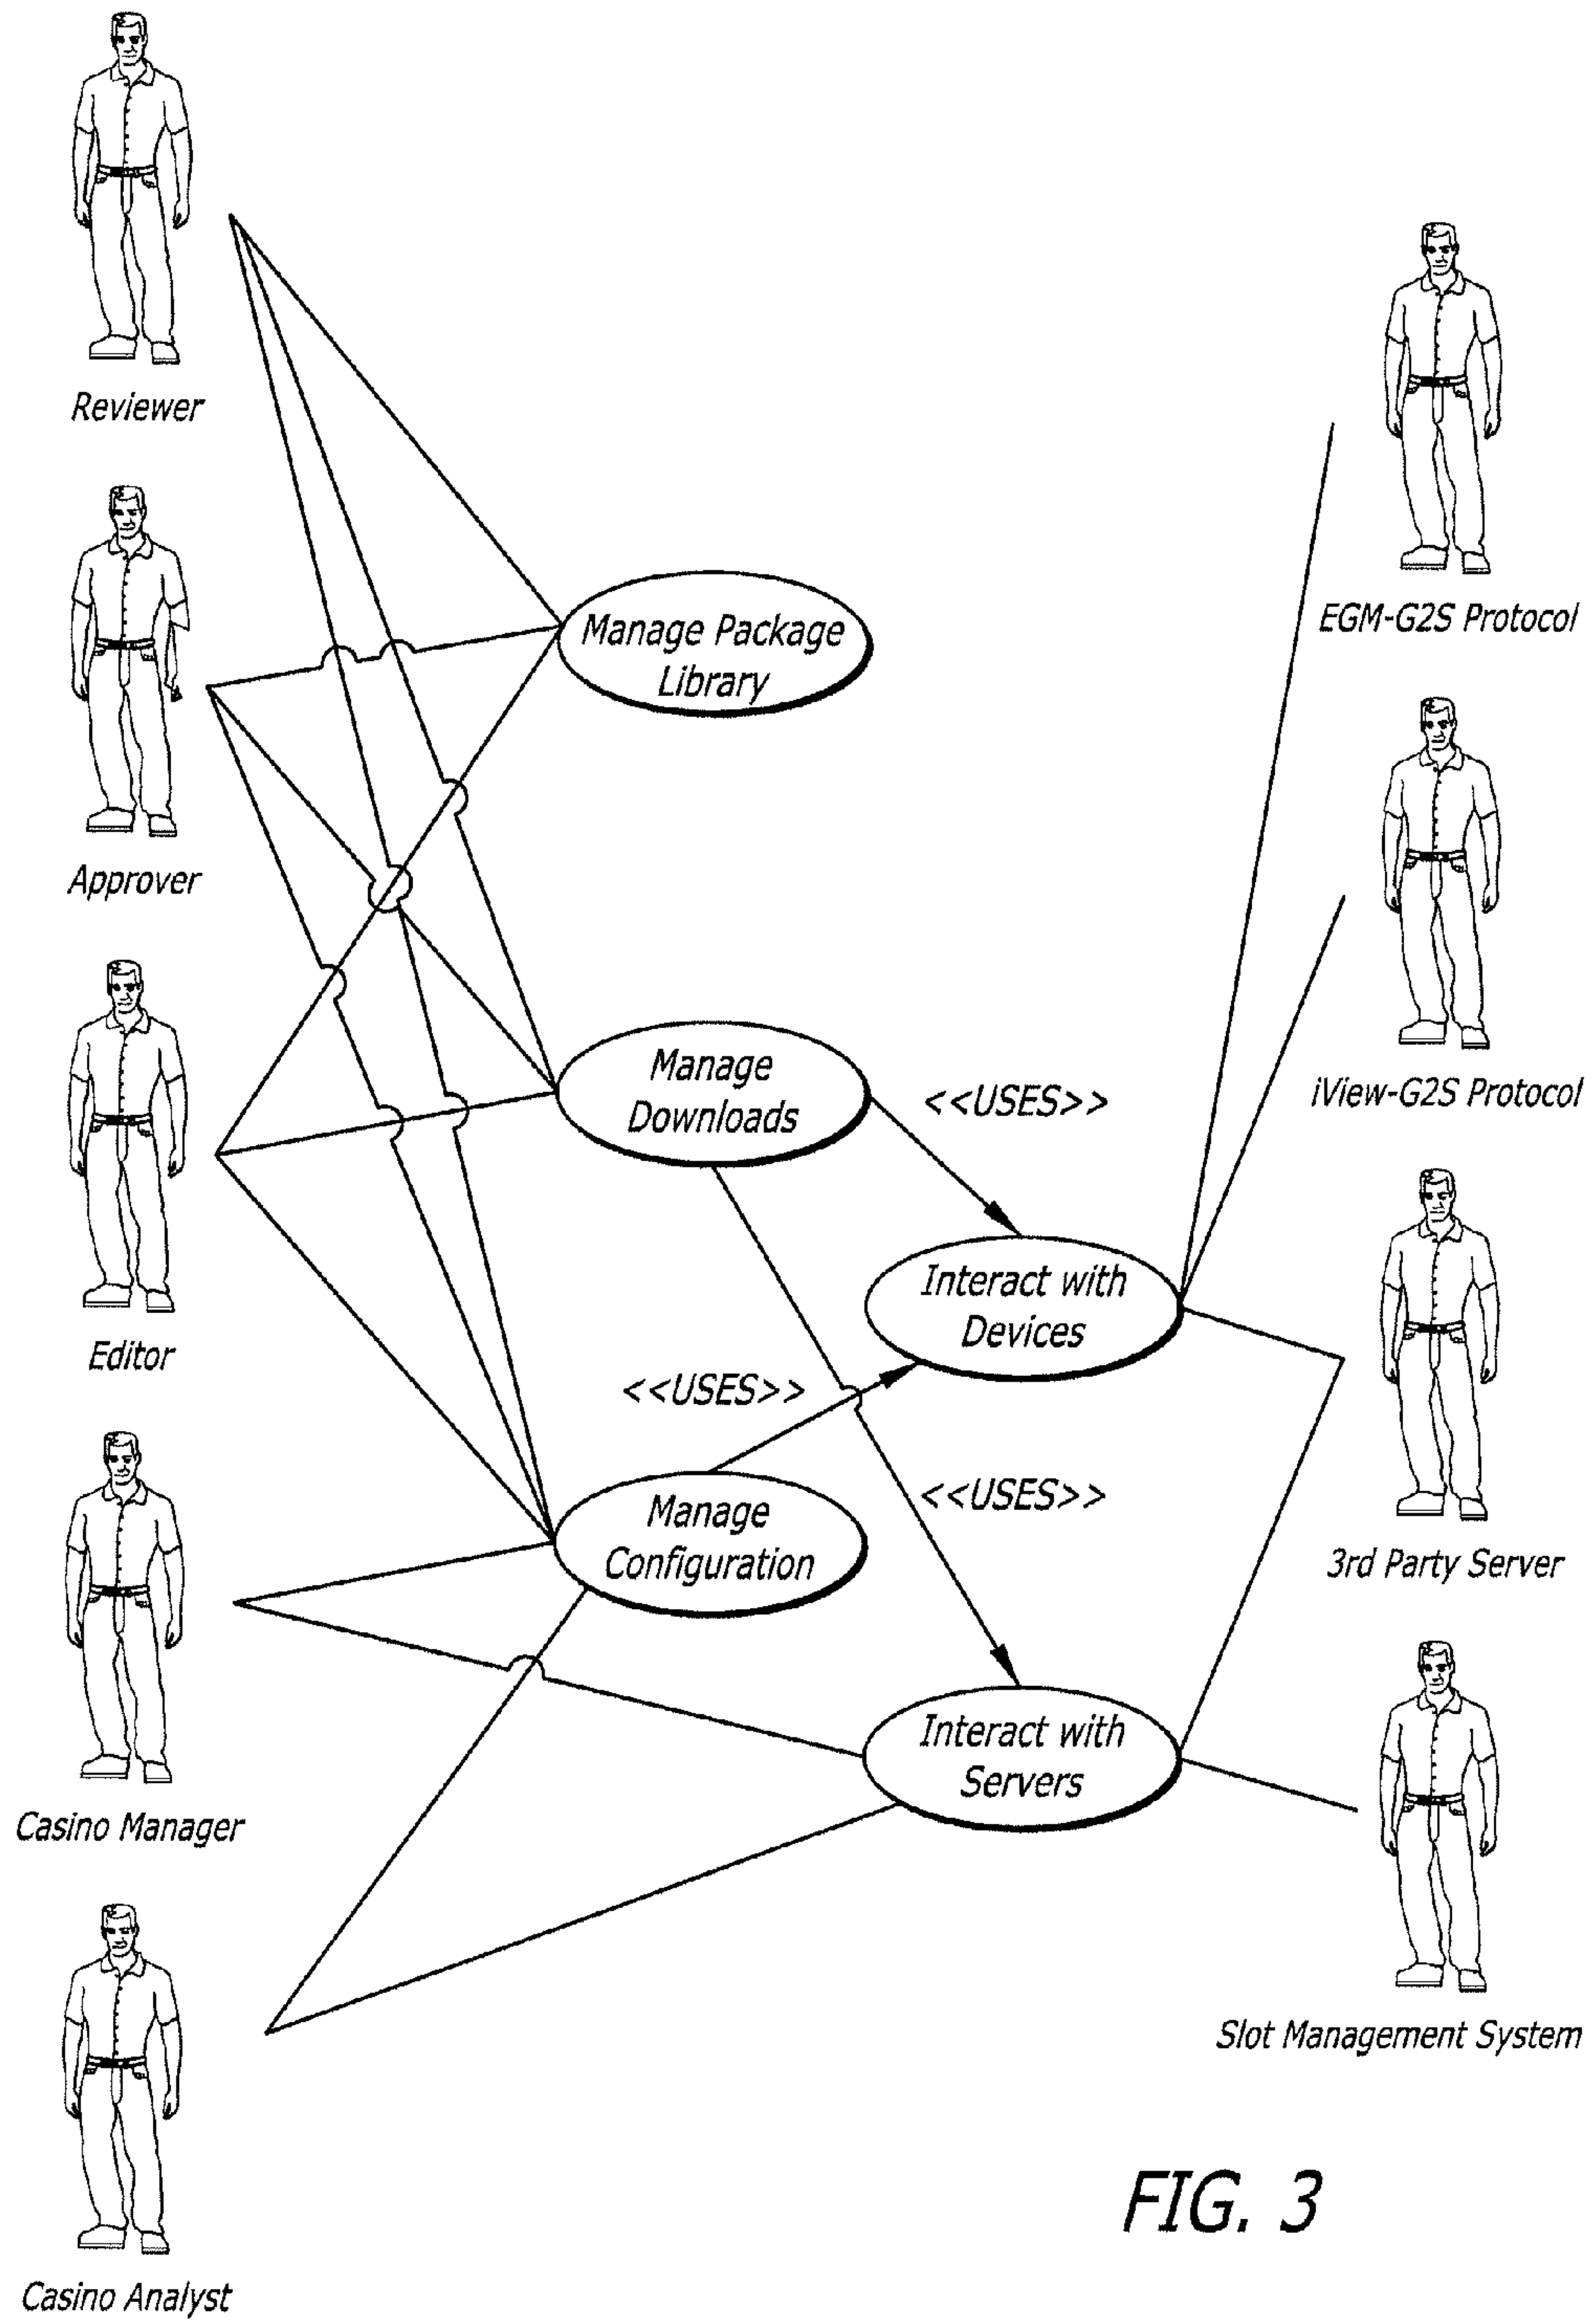 Reviewer
EGM-G2S Protocol
Manage Package
Library
Approver
Manage
Downloads
<<USES>>
iView-G2S Protocol
Interact with
Devices
Editor
<<USES>>
<<USES>>
Manage
Configuration
3rd Party Server
Interact with
Servers
Casino Manager
Slot Management System
FIG. 3
Casino Analyst